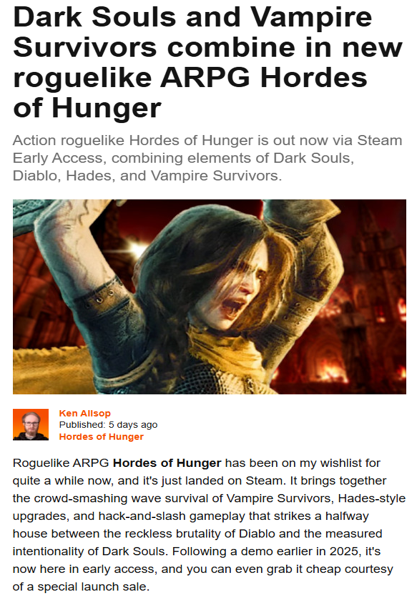 Dark Souls and Vampire
Survivors combine in new
roguelike ARPG Hordes
of Hunger
Action roguelike Hordes of Hunger is out now via Steam
Early Access, combining elements of Dark Souls,
Diablo, Hades, and Vampire Survivors.
Ken Allsop
Published: 5 days ago
Hordes of Hunger
Roguelike ARPG Hordes of Hunger has been on my wishlist for
quite a while now, and it's just landed on Steam. It brings together
the crowd-smashing wave survival of Vampire Survivors, Hades-style
upgrades, and hack-and-slash gameplay that strikes a halfway
house between the reckless brutality of Diablo and the measured
intentionality of Dark Souls. Following a demo earlier in 2025, it's
now here in early access, and you can even grab it cheap courtesy
of a special launch sale.